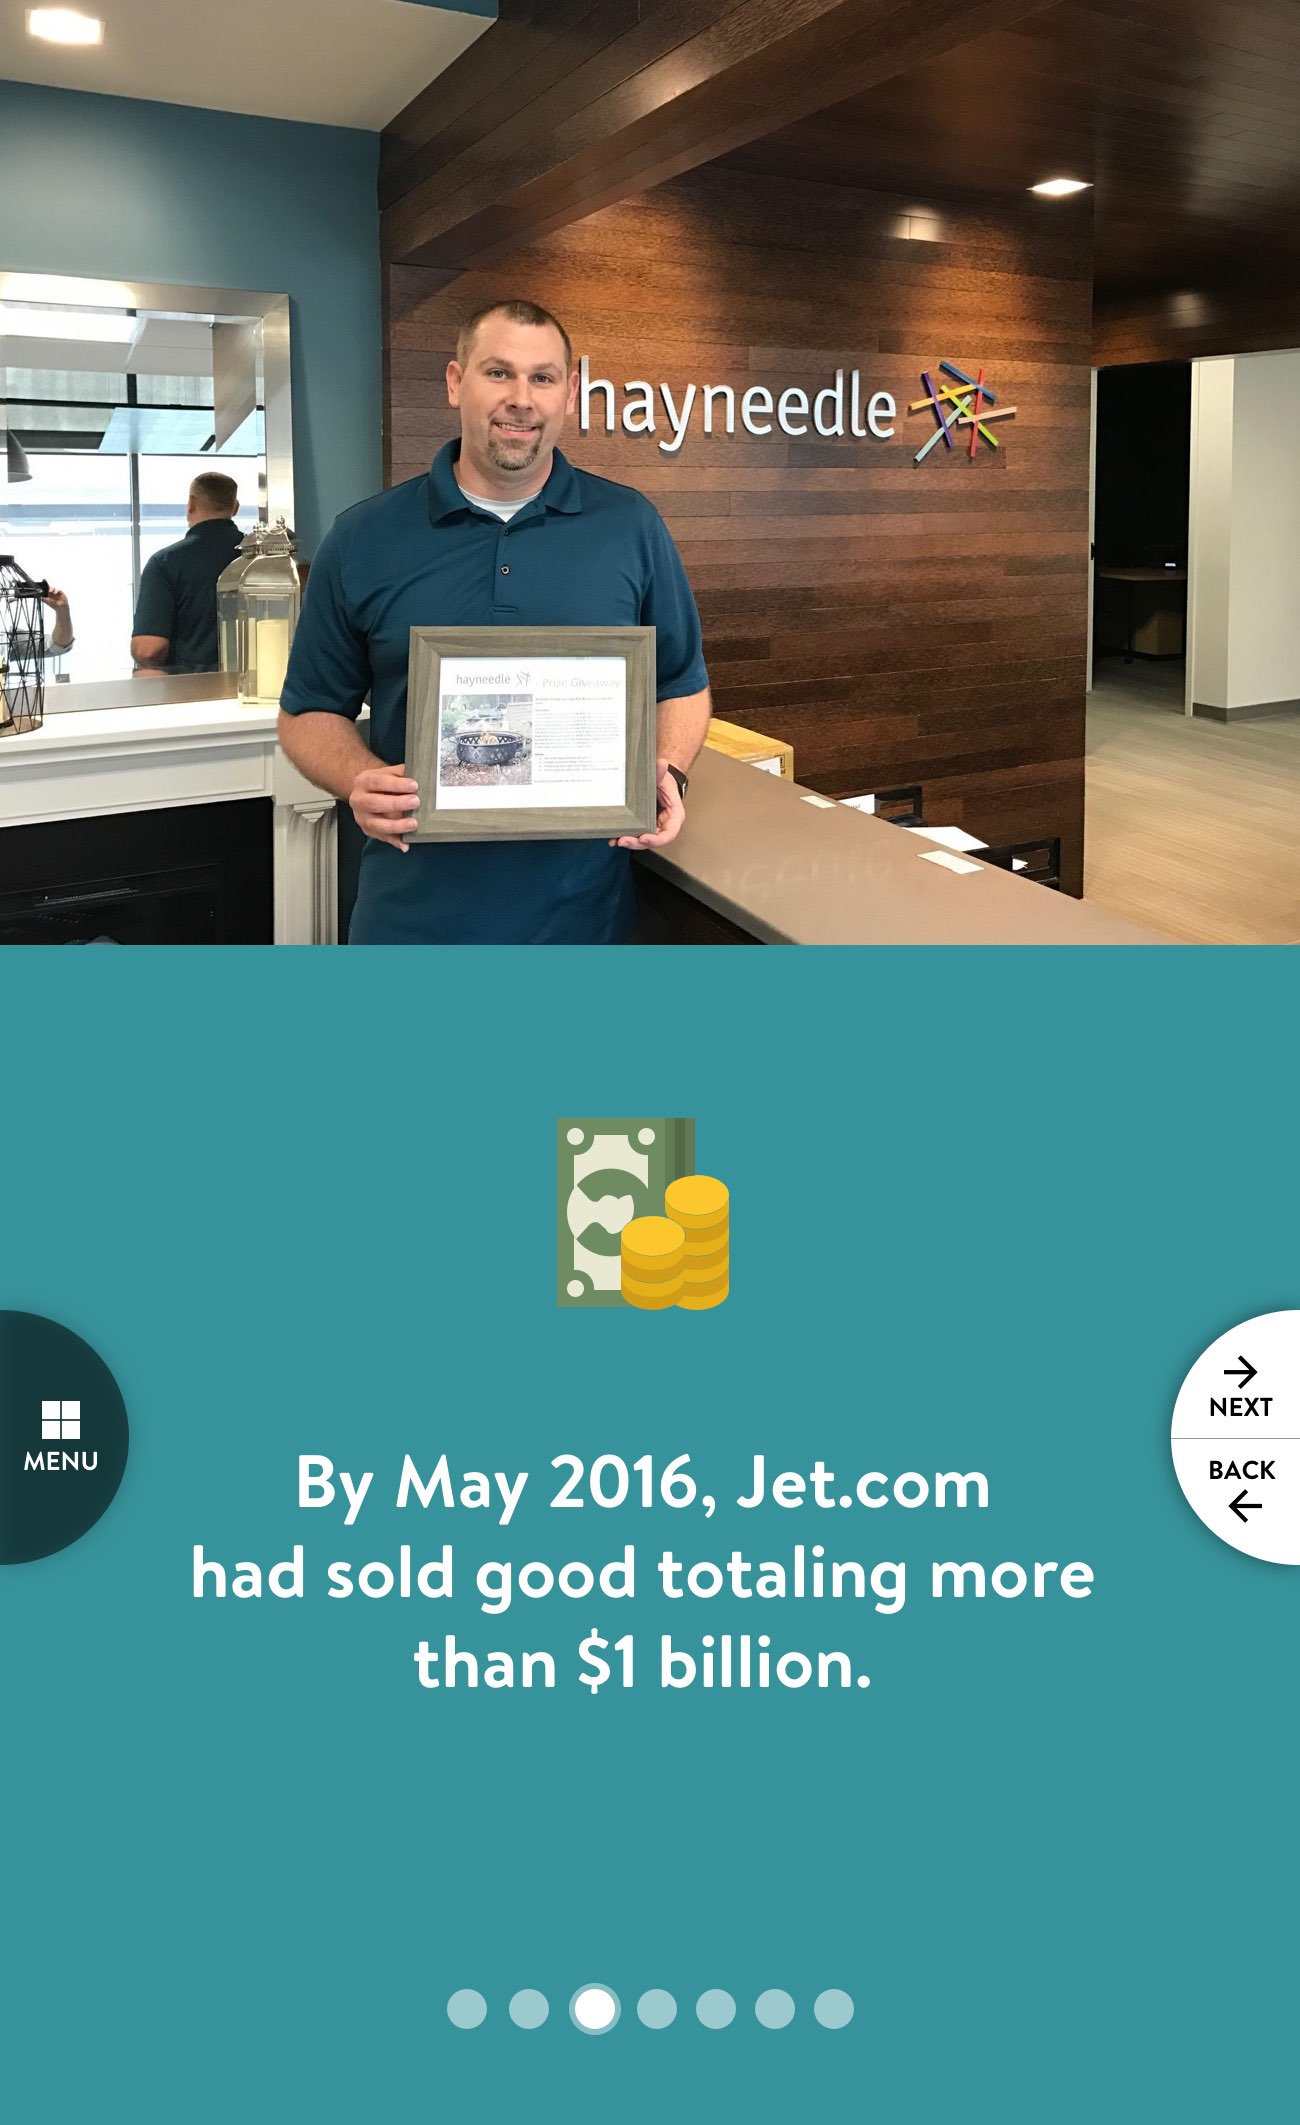 hayneedle
hayneedle - Prize Giveaway
MENU
NEXT
BACK
By May 2016, Jet.com
had sold good totaling more
than $1 billion.